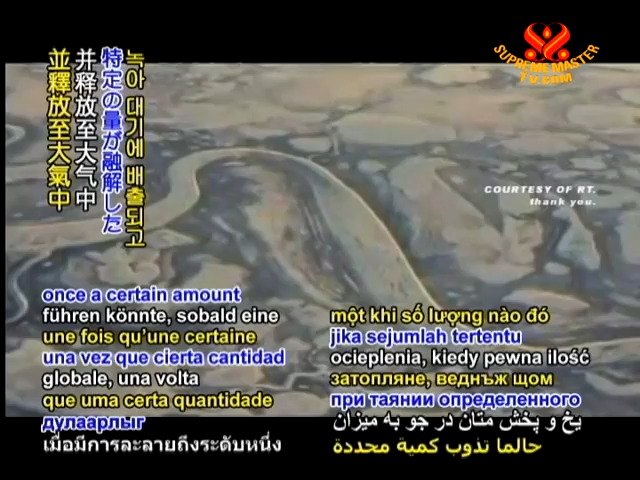 SUPREME MASTER
TV.COM
並釋放至大氣中
并释放至大气中
特定の量が融解した
녹아 대기에 배출되고
COURTESY OF RT.
thank you.
once a certain amount
führen könnte, sobald eine
une fois qu'une certaine
una vez que cierta cantidad
globale, una volta
que uma certa quantidade
дулаарлыг
เมื่อมีการละลายถึงระดับหนึ่ง
một khi số lượng nào đó
jika sejumlah tertentu
ocieplenia, kiedy pewna ilość
затопляне, веднъж щом
при таянии определенного
یخ و پخش متان در جو به میزان
حالما تذوب كمية محددة